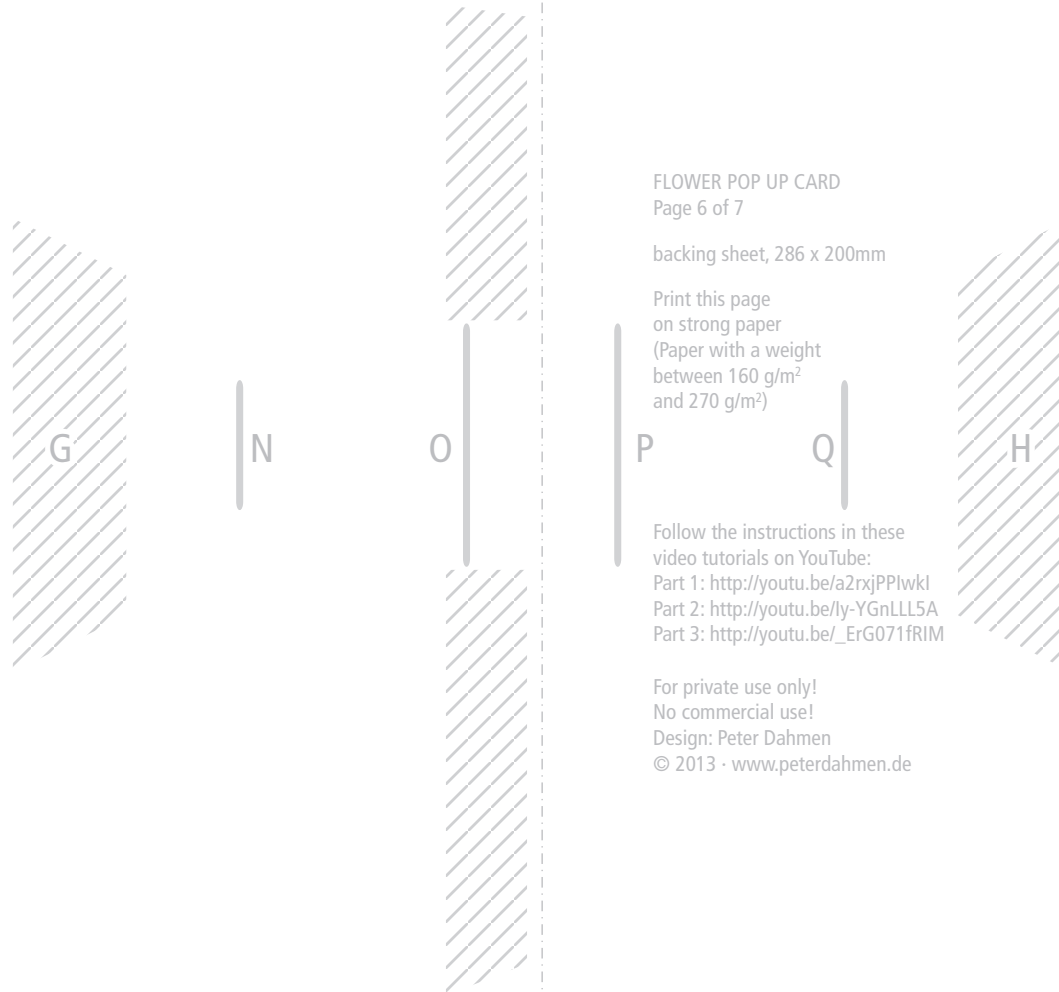 FLOWER POP UP CARD
Page 6 of 7
backing sheet, 286 x 200mm
Print this page
on strong paper
(Paper with a weight
between 160 g/m²
and 270 g/m²)
G
N
O
P
Q
H
Follow the instructions in these
video tutorials on YouTube:
Part 1: http://youtu.be/a2rxjPPIwkI
Part 2: http://youtu.be/Iy-YGnLLL5A
Part 3: http://youtu.be/_ErG071fRIM
For private use only!
No commercial use!
Design: Peter Dahmen
© 2013 · www.peterdahmen.de